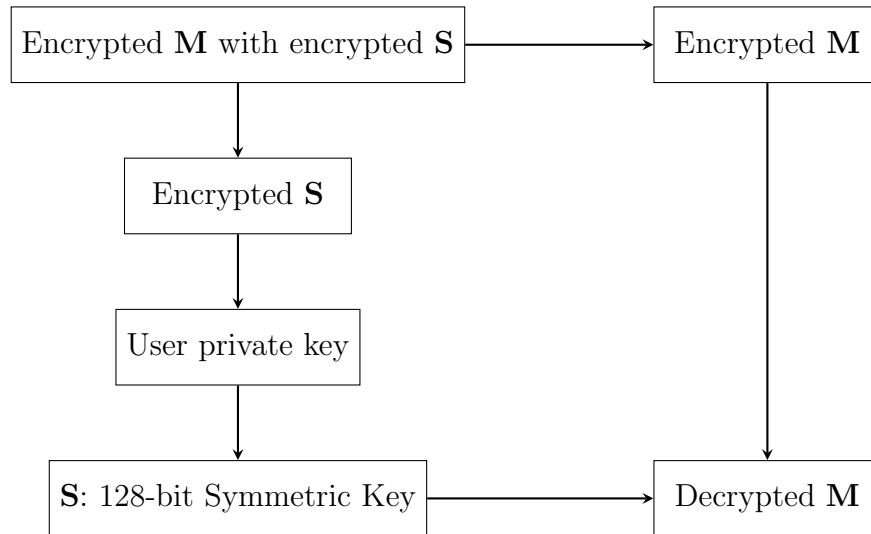 Encrypted M with encrypted S
Encrypted M
Encrypted S
User private key
S: 128-bit Symmetric Key
Decrypted M